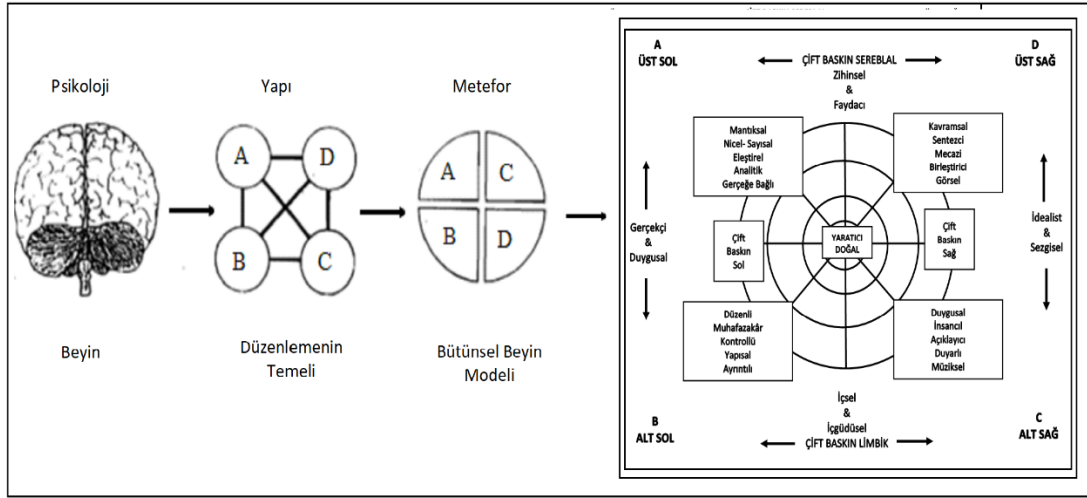 Psikoloji
Yapı
Metefor
A
D
B
C
A
C
B
D
Beyin
Düzenlemenin
Temeli
Bütünsel Beyin
Modeli
A
ÜST SOL
ÇİFT BASKIN SEREBLAL
Zihinsel
&
Faydacı
D
ÜST SAĞ
Mantıksal
Nicel- Sayısal
Eleştirel
Analitik
Gerçeğe Bağlı
Kavramsal
Sentezci
Mecazi
Birleştirici
Görsel
Gerçekçi
&
Duygusal
Çift
Baskın
Sol
YARATICI
DOĞAL
Çift
Baskın
Sağ
İdealist
&
Sezgisel
Düzenli
Muhafazakâr
Kontrollü
Yapısal
Ayrıntılı
Duygusal
İnsancıl
Açıklayıcı
Duyarlı
Müziksel
B
ALT SOL
İçsel
&
İçgüdüsel
ÇİFT BASKIN LİMBİK
C
ALT SAĞ